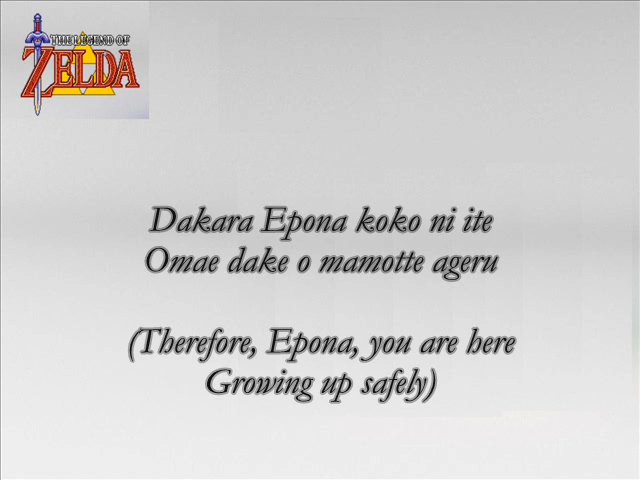 THE LEGEND OF
ZELDA
Dakara Epona koko ni ite
Omae dake o mamotte ageru
(Therefore, Epona, you are here
Growing up safely)